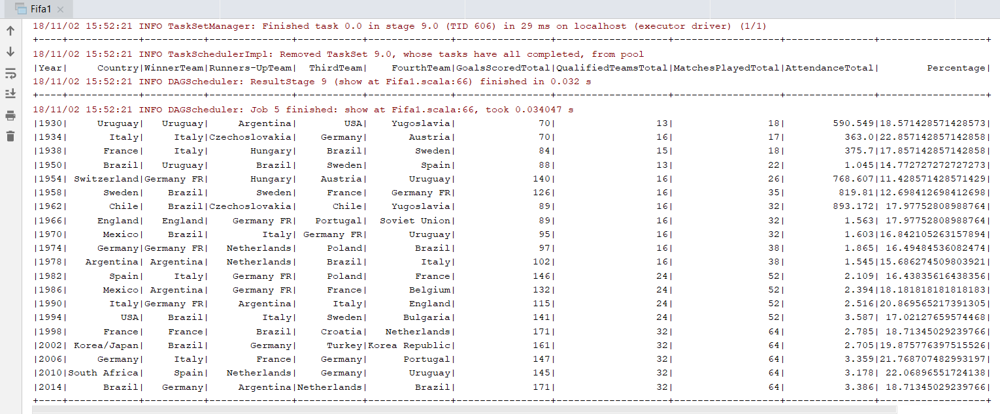 Fifa1
18/11/02 15:52:21 INFO TaskSetManager: Finished task 0.0 in stage 9.0 (TID 606) in 29 ms on localhost (executor driver) (1/1)
+----+------------+----------+--------------+-----------+--------------+----------------+-------------------+------------------+---------------+------------------+
18/11/02 15:52:21 INFO TaskSchedulerImpl: Removed TaskSet 9.0, whose tasks have all completed, from pool
|Year|     Country|WinnerTeam|Runners-UpTeam|  ThirdTeam|    FourthTeam|GoalsScoredTotal|QualifiedTeamsTotal|MatchesPlayedTotal|AttendanceTotal|        Percentage|
18/11/02 15:52:21 INFO DAGScheduler: ResultStage 9 (show at Fifa1.scala:66) finished in 0.032 s
+----+------------+----------+--------------+-----------+--------------+----------------+-------------------+------------------+---------------+------------------+
18/11/02 15:52:21 INFO DAGScheduler: Job 5 finished: show at Fifa1.scala:66, took 0.034047 s
|1930|     Uruguay|   Uruguay|     Argentina|        USA|    Yugoslavia|              70|                 13|                18|        590.549|18.571428571428573|
|1934|       Italy|     Italy|Czechoslovakia|    Germany|       Austria|              70|                 16|                17|          363.0|22.857142857142858|
|1938|      France|     Italy|       Hungary|     Brazil|        Sweden|              84|                 15|                18|          375.7|17.857142857142858|
|1950|      Brazil|   Uruguay|        Brazil|     Sweden|         Spain|              88|                 13|                22|          1.045|14.772727272727273|
|1954| Switzerland|Germany FR|       Hungary|    Austria|       Uruguay|             140|                 16|                26|        768.607|11.428571428571429|
|1958|      Sweden|    Brazil|        Sweden|     France|    Germany FR|             126|                 16|                35|         819.81|12.698412698412698|
|1962|       Chile|    Brazil|Czechoslovakia|      Chile|    Yugoslavia|              89|                 16|                32|        893.172| 17.97752808988764|
|1966|     England|   England|    Germany FR|   Portugal|  Soviet Union|              89|                 16|                32|          1.563| 17.97752808988764|
|1970|      Mexico|    Brazil|         Italy| Germany FR|       Uruguay|              95|                 16|                32|          1.603|16.842105263157894|
|1974|     Germany|Germany FR|   Netherlands|     Poland|        Brazil|              97|                 16|                38|          1.865| 16.49484536082474|
|1978|   Argentina| Argentina|   Netherlands|     Brazil|         Italy|             102|                 16|                38|          1.545|15.686274509803921|
|1982|       Spain|     Italy|    Germany FR|     Poland|        France|             146|                 24|                52|          2.109| 16.43835616438356|
|1986|      Mexico| Argentina|    Germany FR|     France|       Belgium|             132|                 24|                52|          2.394|18.181818181818183|
|1990|       Italy|Germany FR|     Argentina|      Italy|       England|             115|                 24|                52|          2.516|20.869565217391305|
|1994|         USA|    Brazil|         Italy|     Sweden|      Bulgaria|             141|                 24|                52|          3.587| 17.02127659574468|
|1998|      France|    France|        Brazil|    Croatia|   Netherlands|             171|                 32|                64|          2.785| 18.71345029239766|
|2002| Korea/Japan|    Brazil|       Germany|     Turkey|Korea Republic|             161|                 32|                64|          2.705|19.875776397515526|
|2006|     Germany|     Italy|        France|    Germany|      Portugal|             147|                 32|                64|          3.359|21.768707482993197|
|2010|South Africa|     Spain|   Netherlands|    Germany|       Uruguay|             145|                 32|                64|          3.178| 22.06896551724138|
|2014|      Brazil|   Germany|     Argentina|Netherlands|        Brazil|             171|                 32|                64|          3.386| 18.71345029239766|
+----+------------+----------+--------------+-----------+--------------+----------------+-------------------+------------------+---------------+------------------+